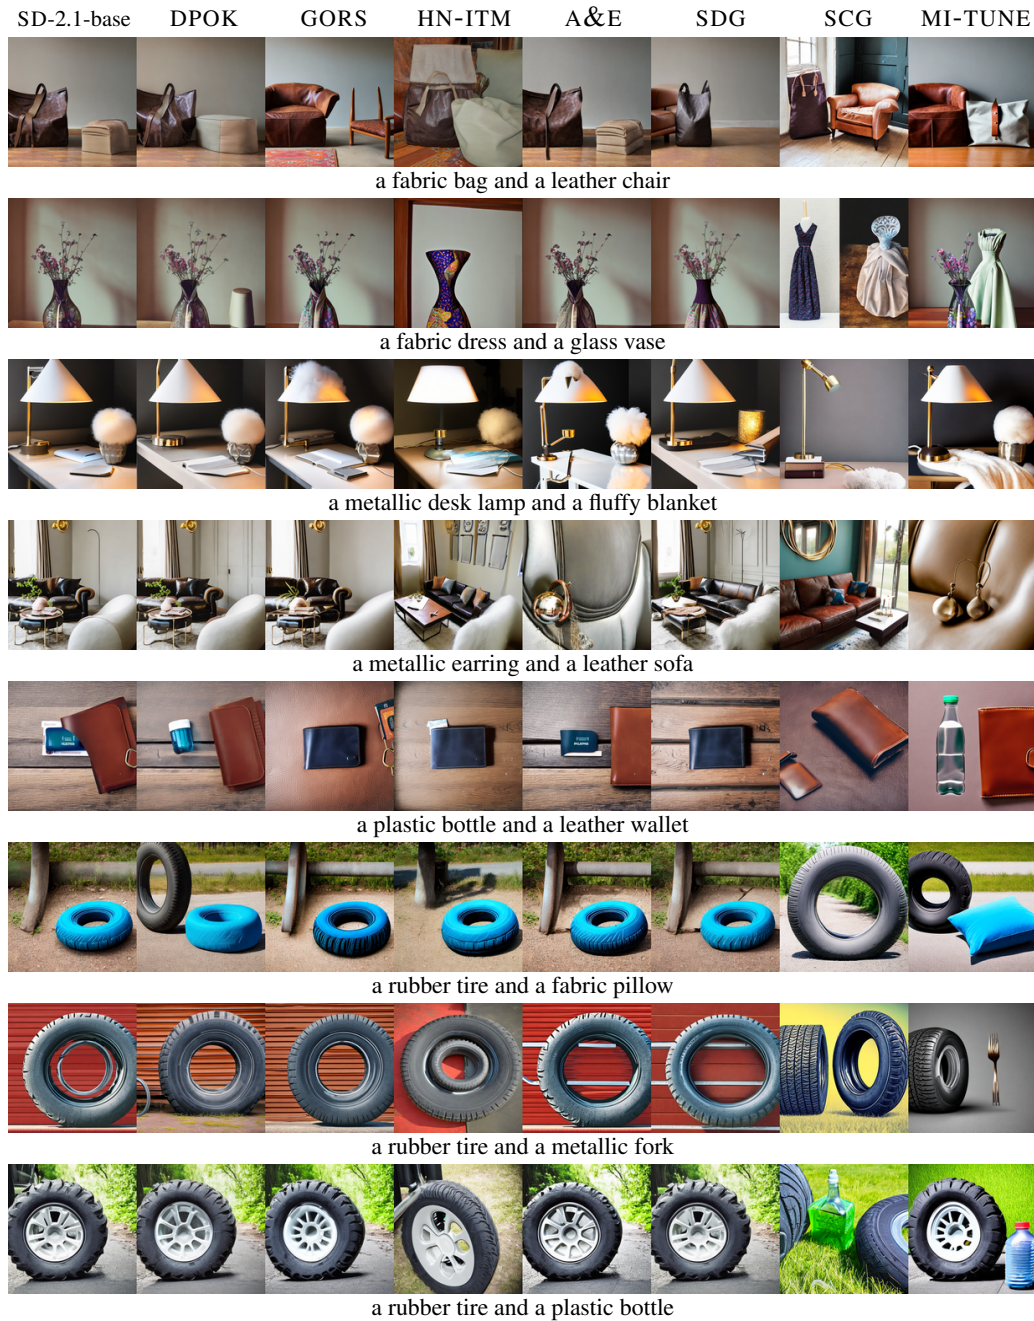 SD-2.1-base DPOK GORS HN-ITM A&E SDG SCG MI-TUNE
a fabric bag and a leather chair
a fabric dress and a glass vase
a metallic desk lamp and a fluffy blanket
a metallic earring and a leather sofa
a plastic bottle and a leather wallet
a rubber tire and a fabric pillow
a rubber tire and a metallic fork
a rubber tire and a plastic bottle